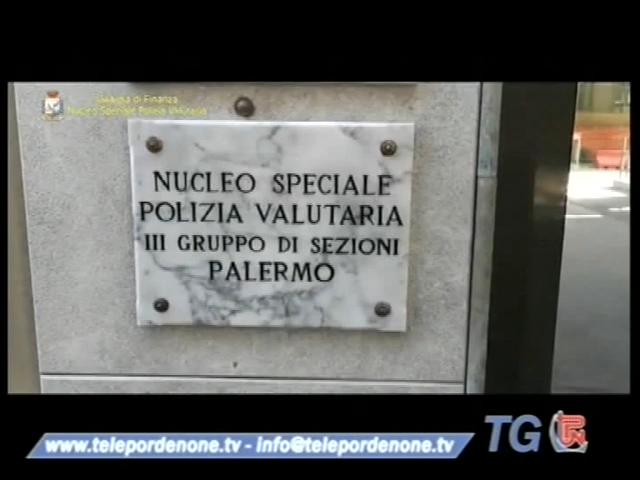 Guardia di Finanza
Nucleo Speciale Polizia Valutaria
NUCLEO SPECIALE
POLIZIA VALUTARIA
III GRUPPO DI SEZIONI
PALERMO
www.telepordenone.tv - info@telepordenone.tv
TG